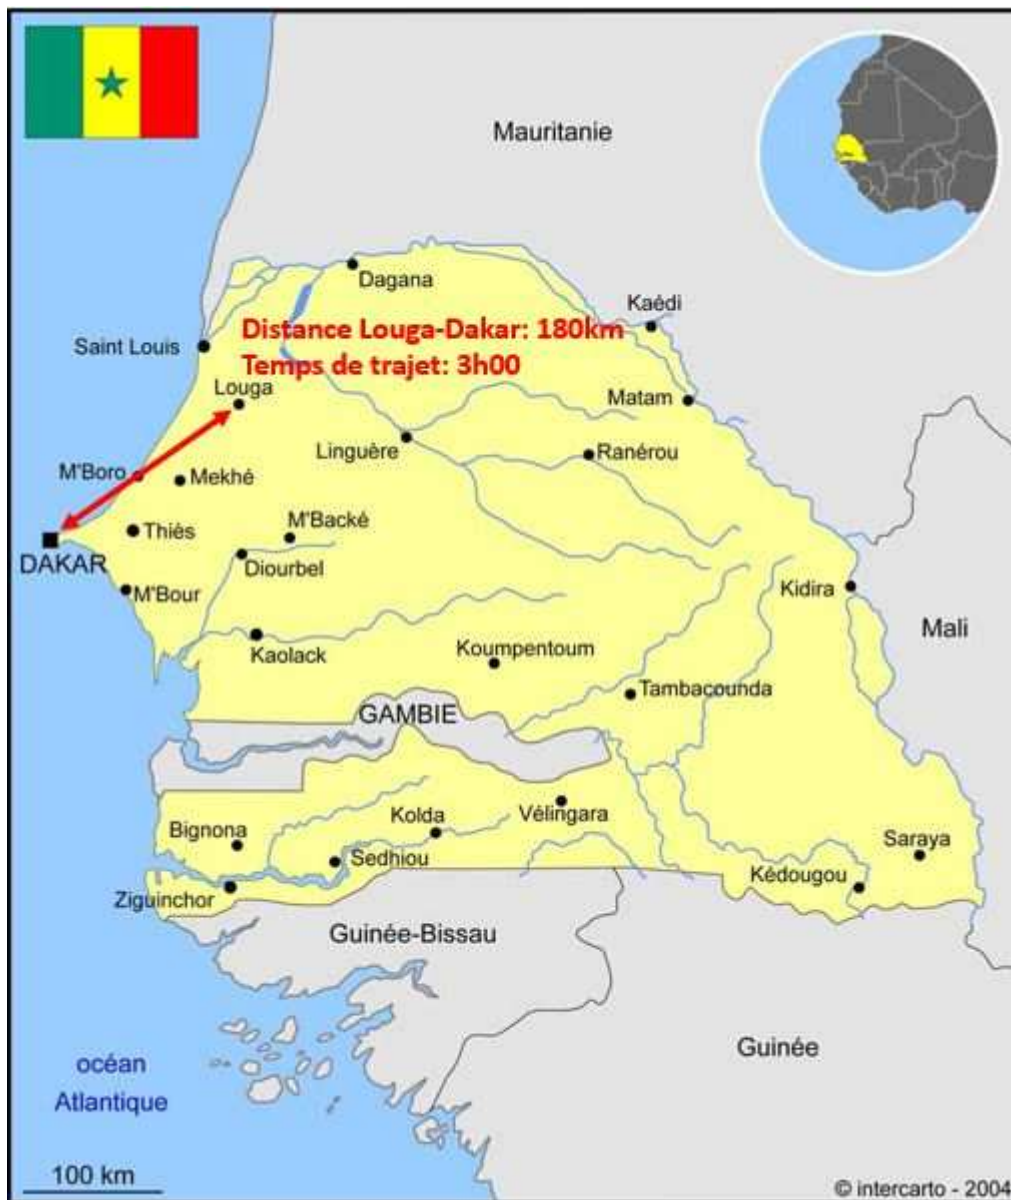 Mauritanie
Dagana
Kaédi
Distance Louga-Dakar: 180km
Saint Louis
Temps de trajet: 3h00
Louga
Matam
Linguère
Ranérou
M'Boro
Mekhé
M'Backé
Thiès
DAKAR
Diourbel
Kidira
M'Bour
Mali
Kaolack
Koumpentoum
Tambacounda
GAMBIE
Kolda
Vélingara
Bignona
Sedhiou
Saraya
Kédougou
Ziguinchor
Guinée-Bissau
Guinée
océan
Atlantique
100 km
© intercarto - 2004